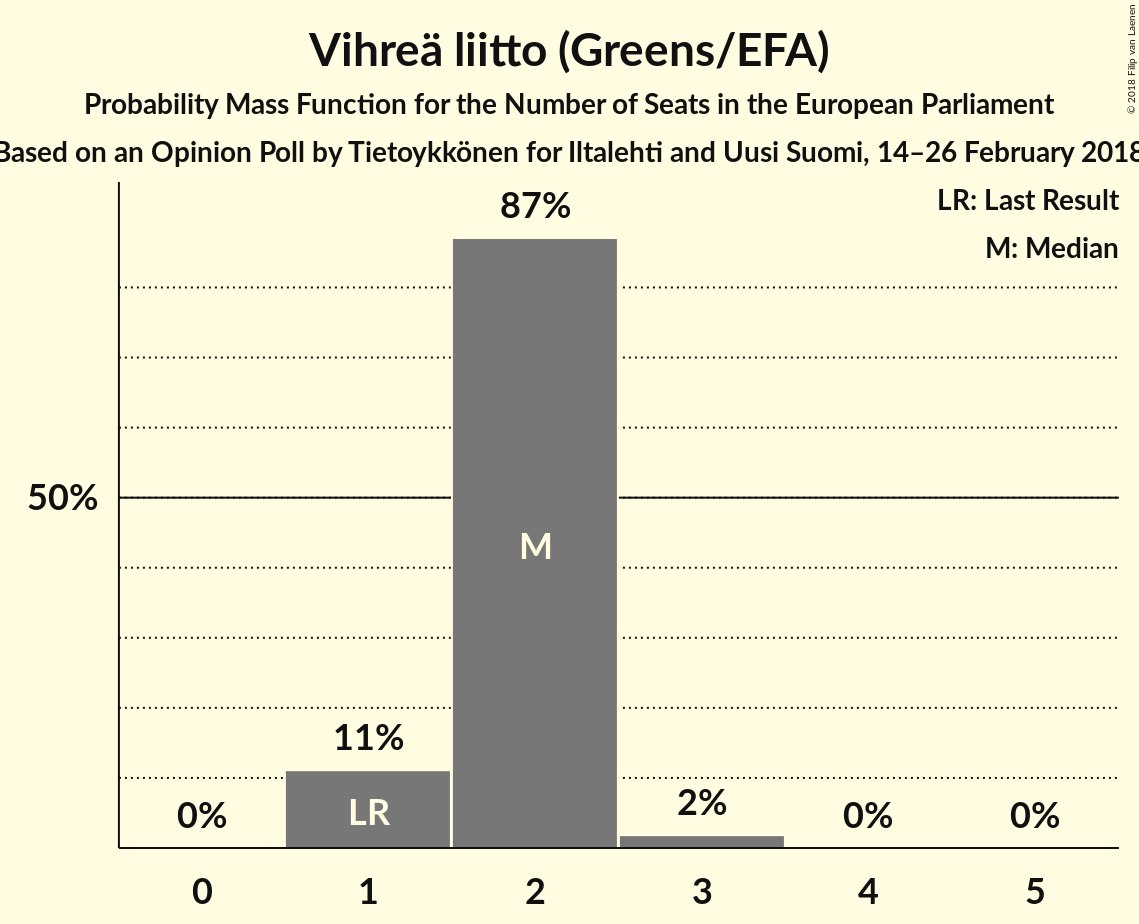 Vihreä liitto (Greens/EFA)
Probability Mass Function for the Number of Seats in the European Parliament
Based on an Opinion Poll by Tietoykkönen for Iltalehti and Uusi Suomi, 14–26 February 2018
© 2018 Filip van Laenen
LR: Last Result
M: Median
87%
50%
M
11%
LR
0%
2%
0%
0%
0 1 2 3 4 5